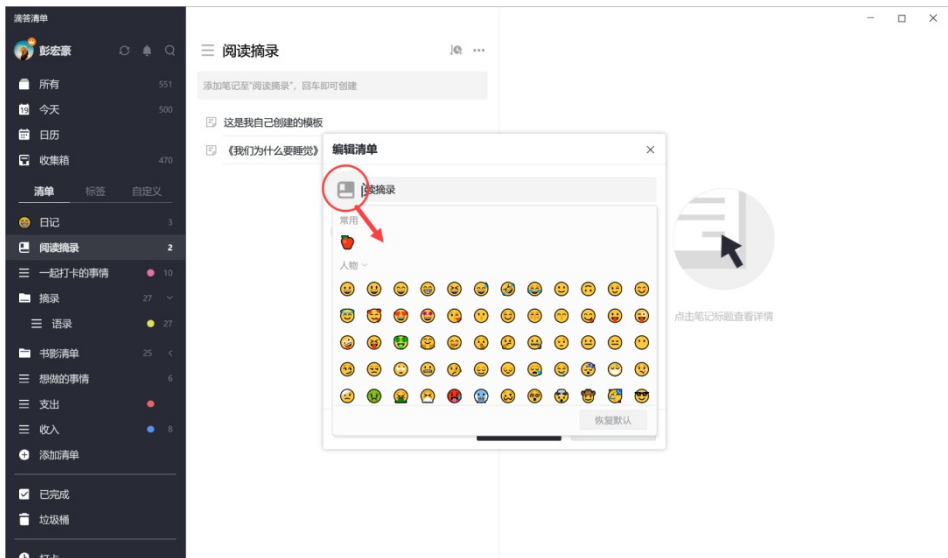 滴答清单
彭宏豪
所有 551
今天 500
日历
收集箱 470
清单 标签 自定义
日记 3
阅读摘录 2
一起打卡的事情 10
摘录 27
语录 27
书影清单 25
想做的事情 6
支出
收入 8
添加清单
已完成
垃圾桶
打卡
阅读摘录
添加笔记至“阅读摘录”，回车即可创建
这是我自己创建的模板
《我们为什么要睡觉》
编辑清单
读摘录
常用
人物
恢复默认
点击笔记标题查看详情